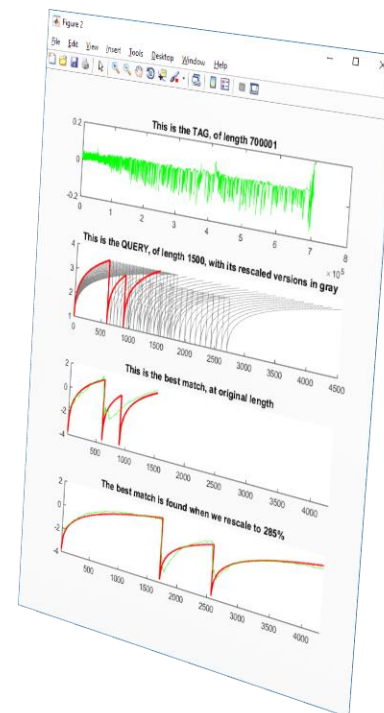 Figure 2
File Edit View Insert Tools Desktop Window Help
This is the TAG, of length 700001
0.2
0
-0.2
0 1 2 3 4 5 6 7 8
×10⁵
This is the QUERY, of length 1500, with its rescaled versions in gray
4
3
2
1
0 500 1000 1500 2000 2500 3000 3500 4000 4500
This is the best match, at original length
2
0
-2
-4
500 1000 1500 2000 2500 3000 3500 4000
The best match is found when we rescale to 285%
2
0
-2
-4
500 1000 1500 2000 2500 3000 3500 4000